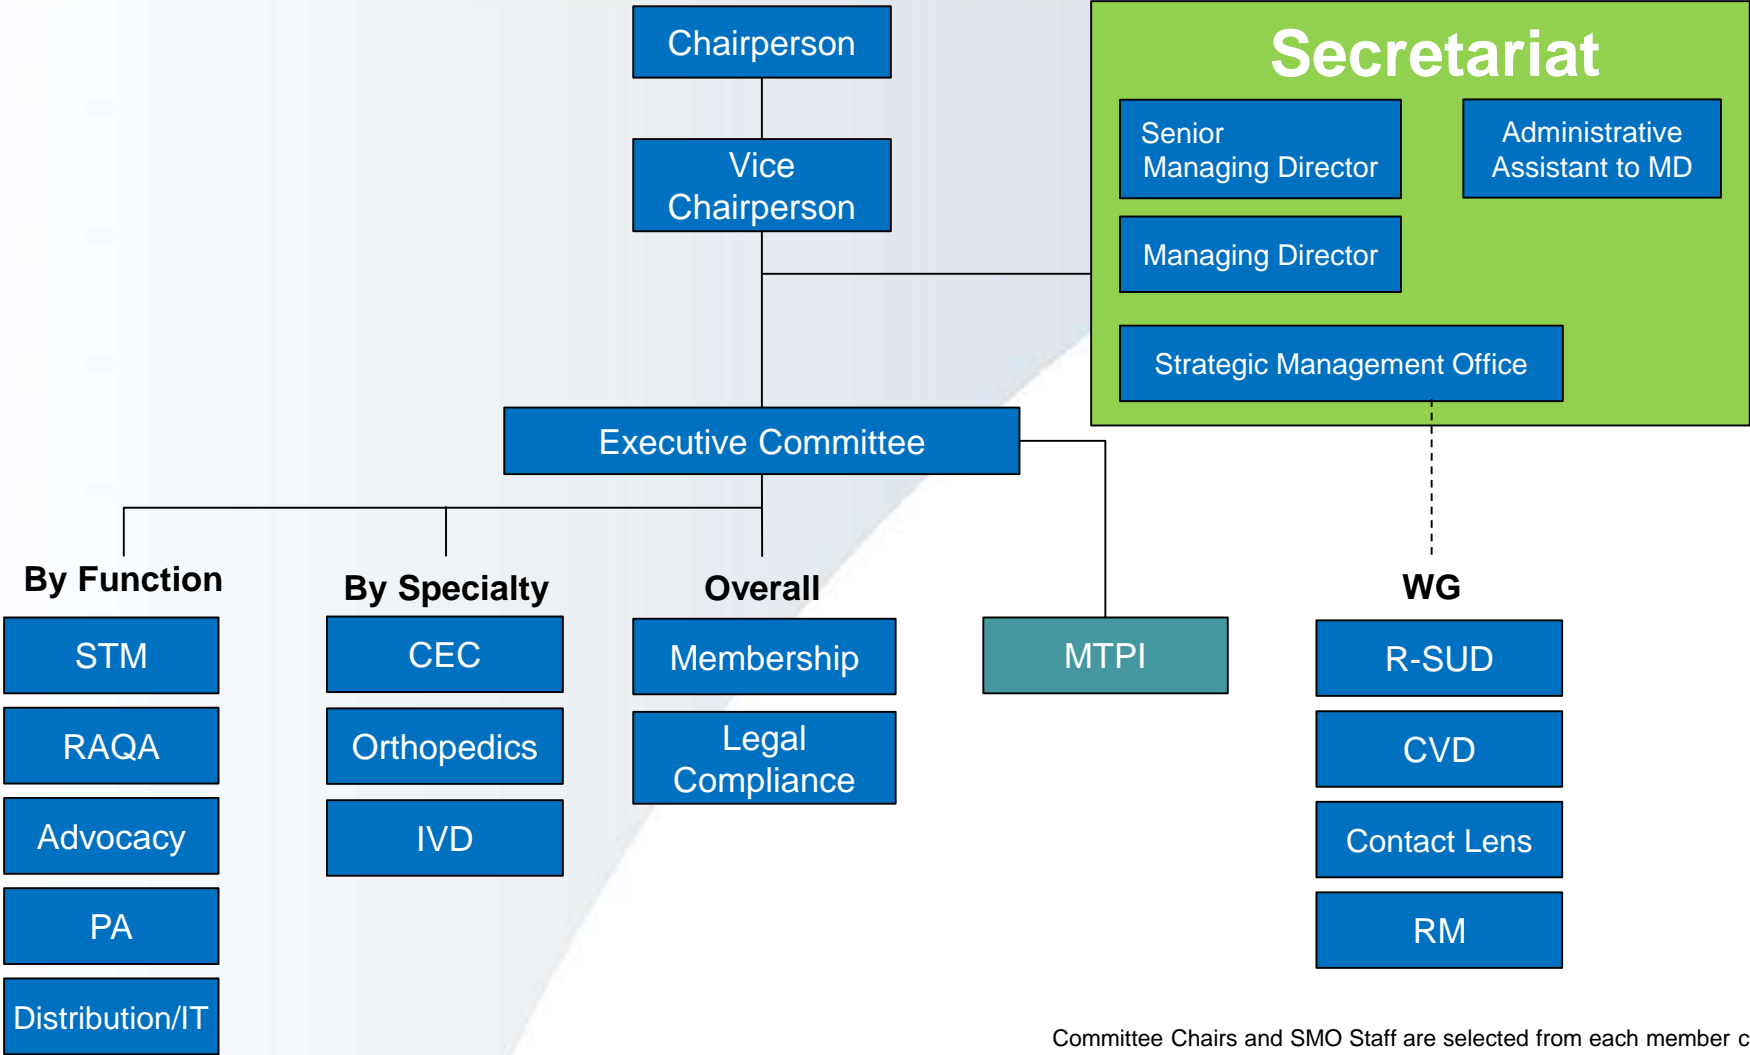 Chairperson
Vice
Chairperson
Secretariat
Senior
Managing Director
Administrative
Assistant to MD
Managing Director
Strategic Management Office
Executive Committee
By Function
STM
RAQA
Advocacy
PA
Distribution/IT
By Specialty
CEC
Orthopedics
IVD
Overall
Membership
Legal
Compliance
MTPI
WG
R-SUD
CVD
Contact Lens
RM
Committee Chairs and SMO Staff are selected from each member c